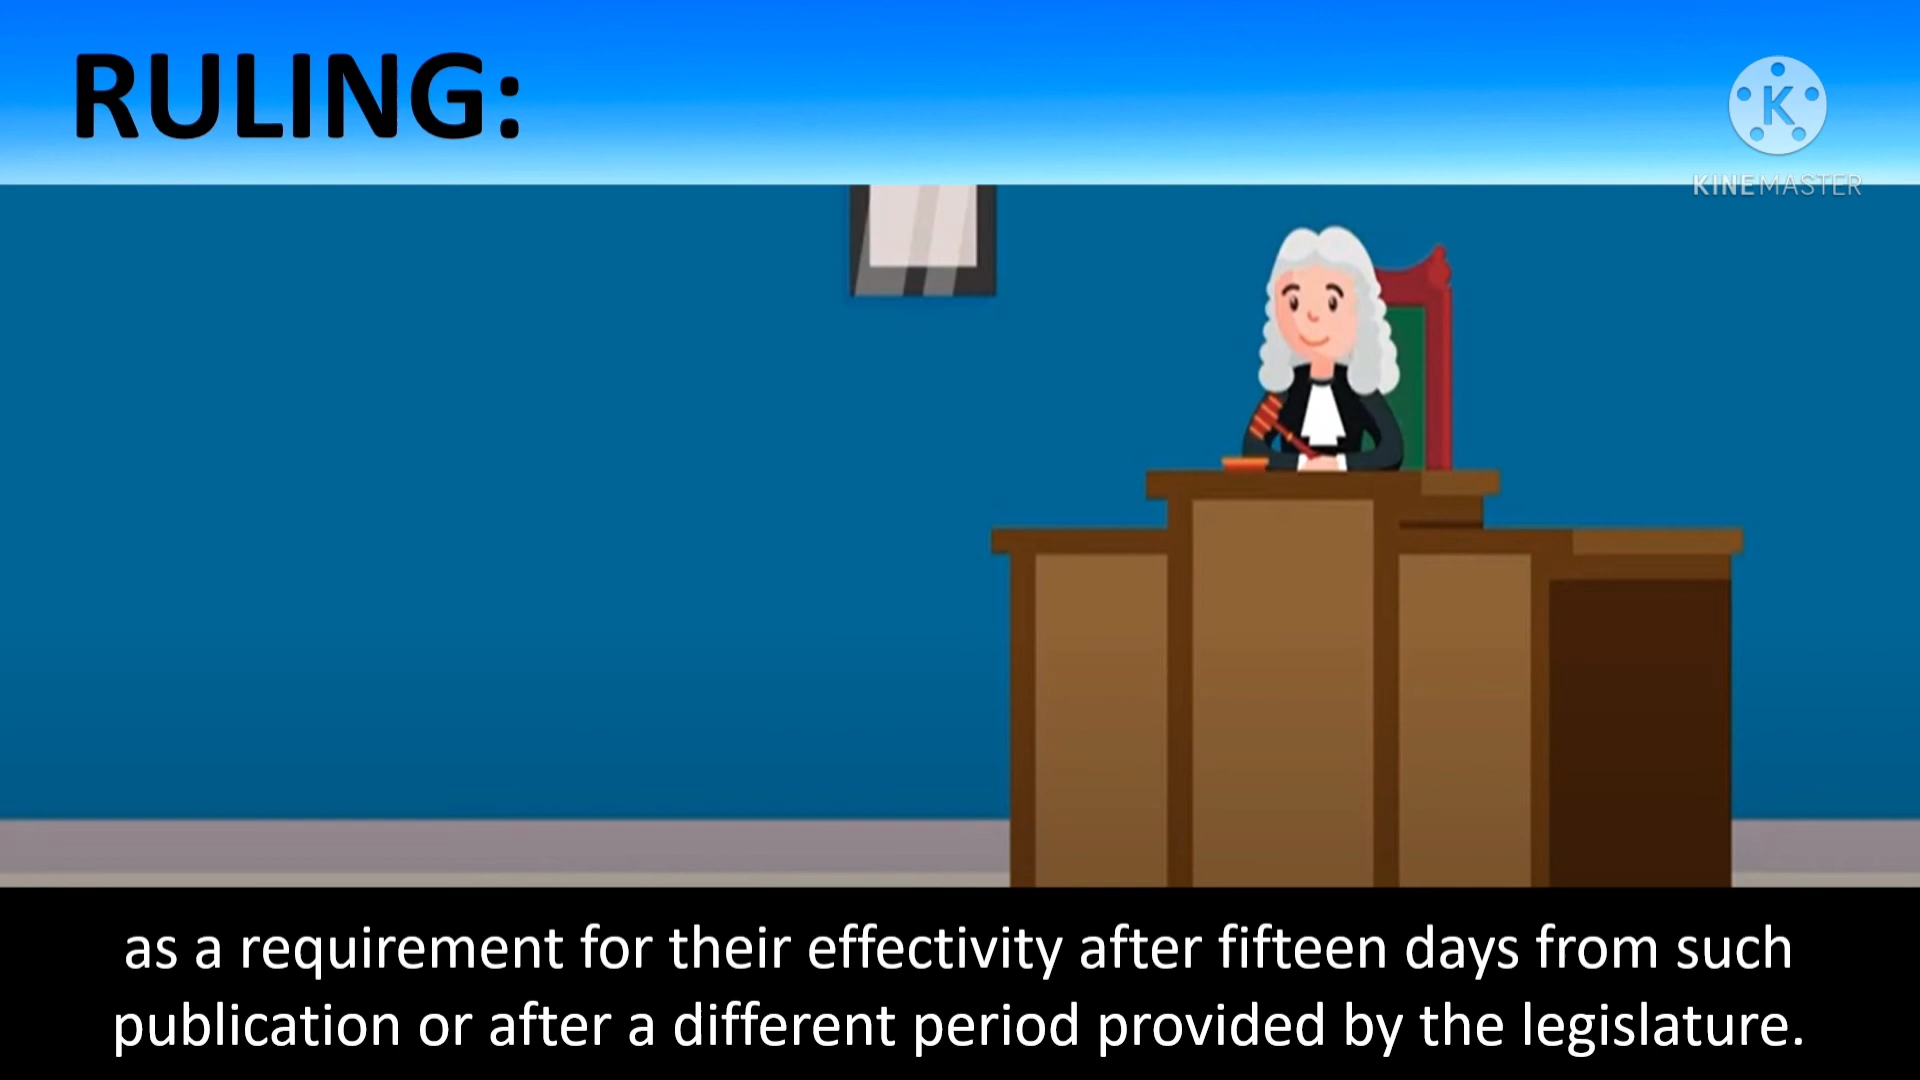 RULING:
K
KINEMASTER
as a requirement for their effectivity after fifteen days from such
publication or after a different period provided by the legislature.